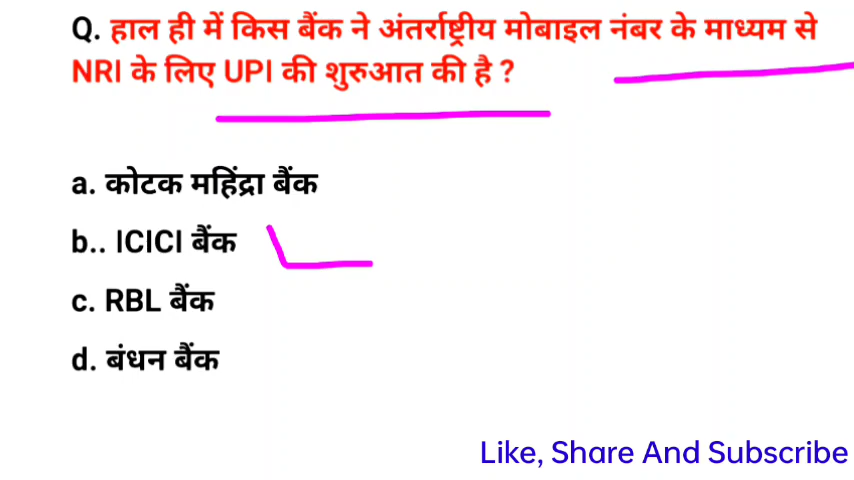 Q. हाल ही में किस बैंक ने अंतर्राष्ट्रीय मोबाइल नंबर के माध्यम से
NRI के लिए UPI की शुरुआत की है ?
a. कोटक महिंद्रा बैंक
b.. ICICI बैंक
c. RBL बैंक
d. बंधन बैंक
Like, Share And Subscribe